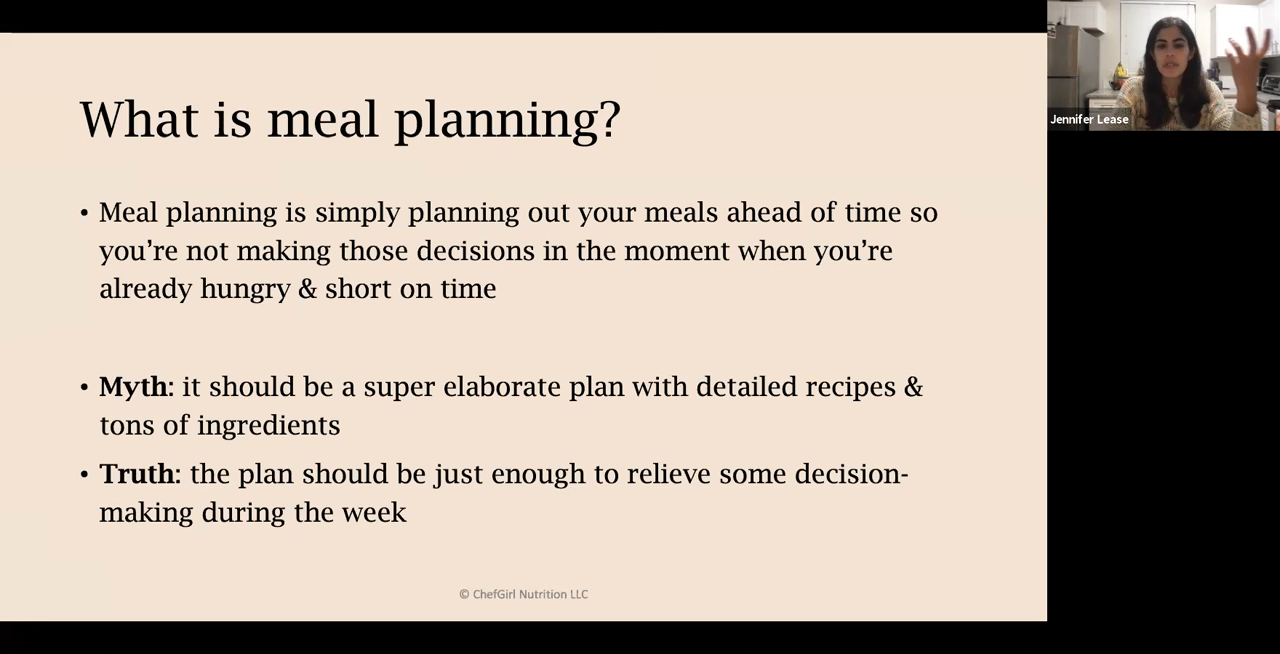 What is meal planning?
• Meal planning is simply planning out your meals ahead of time so
you’re not making those decisions in the moment when you’re
already hungry & short on time
• Myth: it should be a super elaborate plan with detailed recipes &
tons of ingredients
• Truth: the plan should be just enough to relieve some decision-
making during the week
© ChefGirl Nutrition LLC
Jennifer Lease